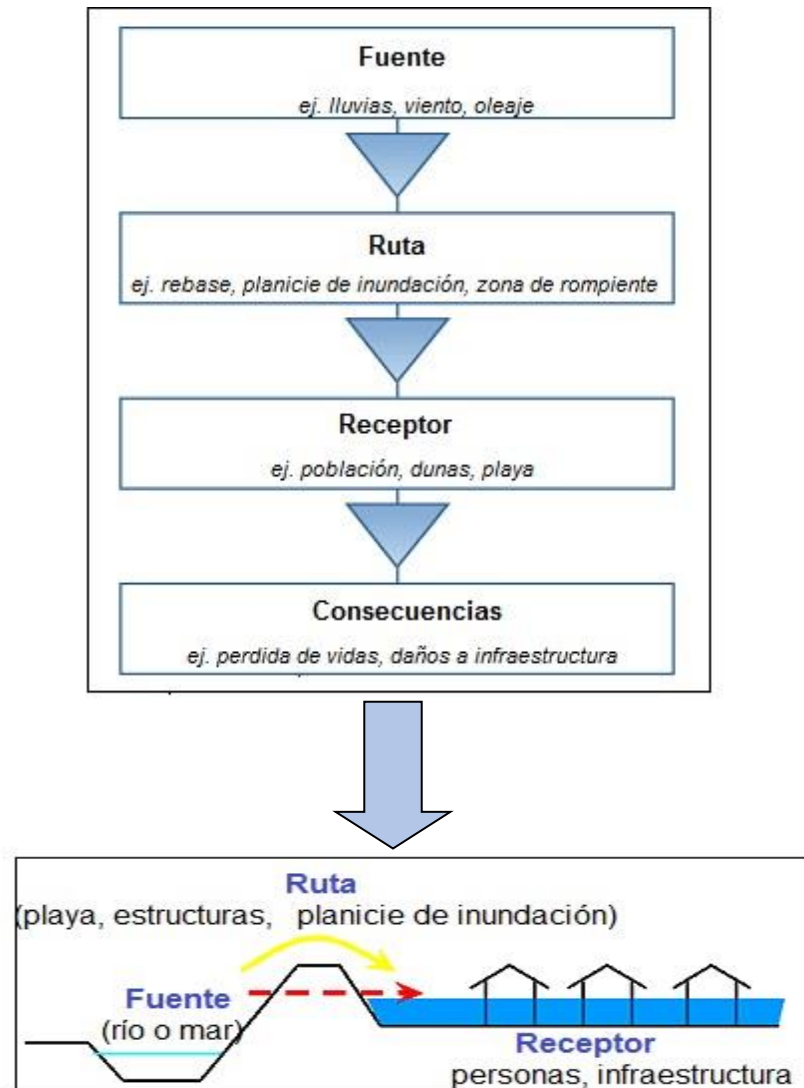 Fuente
ej. lluvias, viento, oleaje
Ruta
ej. rebase, planicie de inundación, zona de rompiente
Receptor
ej. población, dunas, playa
Consecuencias
ej. perdida de vidas, daños a infraestructura
Ruta
(playa, estructuras, planicie de inundación)
Fuente
(río o mar)
Receptor
personas, infraestructura